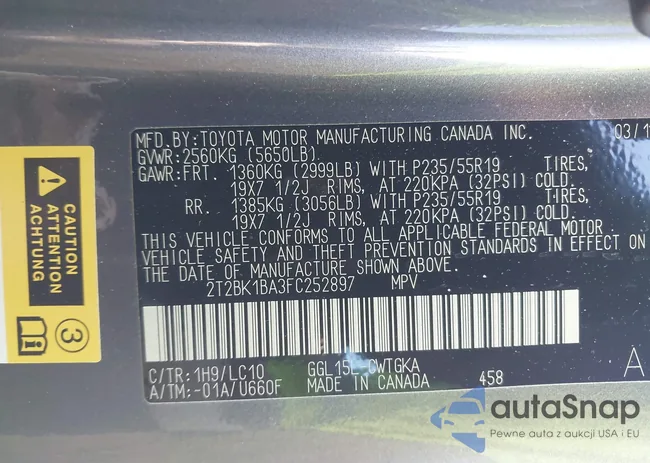 CAUTION
ATTENTION
ACHTUNG
3
MFD.BY:TOYOTA MOTOR MANUFACTURING CANADA INC. 03/1
GVWR:2560KG (5650LB)
GAWR:FRT. 1360KG (2999LB) WITH P235/55R19 TIRES,
19X7 1/2J RIMS, AT 220KPA (32PSI) COLD.
RR. 1385KG (3056LB) WITH P235/55R19 TIRES,
19X7 1/2J RIMS, AT 220KPA (32PSI) COLD.
THIS VEHICLE CONFORMS TO ALL APPLICABLE FEDERAL MOTOR
VEHICLE SAFETY AND THEFT PREVENTION STANDARDS IN EFFECT ON
THE DATE OF MANUFACTURE SHOWN ABOVE.
2T2BK1BA3FC252897 MPV
C/TR:1H9/LC10 GGL15L-CWTGKA A
A/TM:-01A/U660F MADE IN CANADA 458
autaSnap
Pewne auta z aukcji USA i EU